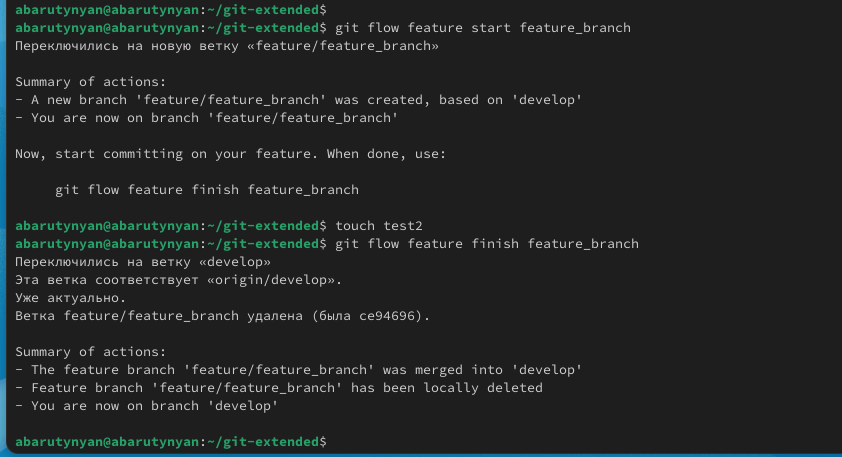 abarutynyan@abarutynyan:~/git-extended$
abarutynyan@abarutynyan:~/git-extended$ git flow feature start feature_branch
Переключились на новую ветку «feature/feature_branch»
Summary of actions:
- A new branch 'feature/feature_branch' was created, based on 'develop'
- You are now on branch 'feature/feature_branch'
Now, start committing on your feature. When done, use:
git flow feature finish feature_branch
abarutynyan@abarutynyan:~/git-extended$ touch test2
abarutynyan@abarutynyan:~/git-extended$ git flow feature finish feature_branch
Переключились на ветку «develop»
Эта ветка соответствует «origin/develop».
Уже актуально.
Ветка feature/feature_branch удалена (была ce94696).
Summary of actions:
- The feature branch 'feature/feature_branch' was merged into 'develop'
- Feature branch 'feature/feature_branch' has been locally deleted
- You are now on branch 'develop'
abarutynyan@abarutynyan:~/git-extended$